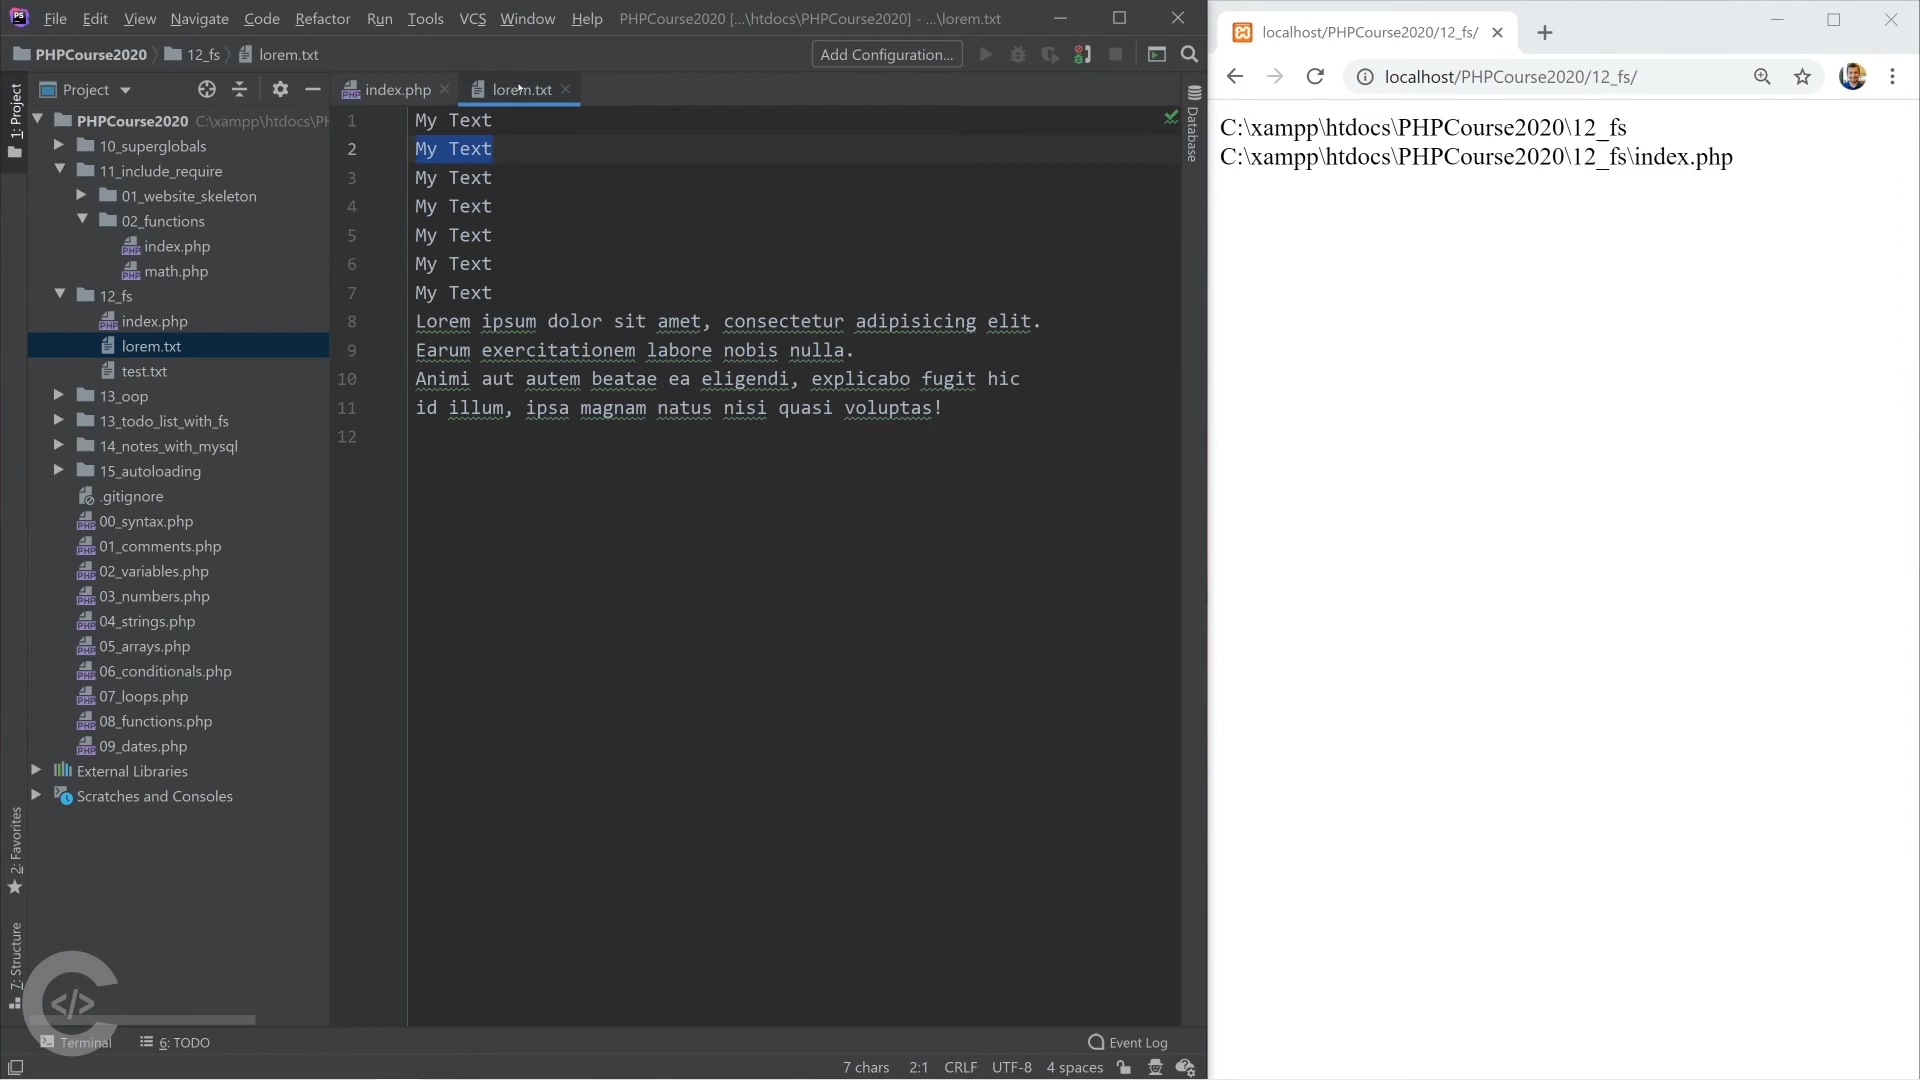 File Edit View Navigate Code Refactor Run Tools VCS Window Help PHPCourse2020 [...\htdocs\PHPCourse2020] - ...\lorem.txt
PHPCourse2020 12_fs lorem.txt
Add Configuration...
1: Project
Project
index.php
lorem.txt
PHPCourse2020 C:\xampp\htdocs\PH
10_superglobals
11_include_require
01_website_skeleton
02_functions
index.php
math.php
12_fs
index.php
lorem.txt
test.txt
13_oop
13_todo_list_with_fs
14_notes_with_mysql
15_autoloading
.gitignore
00_syntax.php
01_comments.php
02_variables.php
03_numbers.php
04_strings.php
05_arrays.php
06_conditionals.php
07_loops.php
08_functions.php
09_dates.php
External Libraries
Scratches and Consoles
2: Favorites
7: Structure
1 My Text
2 My Text
3 My Text
4 My Text
5 My Text
6 My Text
7 My Text
8 Lorem ipsum dolor sit amet, consectetur adipisicing elit.
9 Earum exercitationem labore nobis nulla.
10 Animi aut autem beatae ea eligendi, explicabo fugit hic
11 id illum, ipsa magnam natus nisi quasi voluptas!
12
Database
Terminal 6: TODO
Event Log
7 chars 2:1 CRLF UTF-8 4 spaces
localhost/PHPCourse2020/12_fs/
localhost/PHPCourse2020/12_fs/
C:\xampp\htdocs\PHPCourse2020\12_fs
C:\xampp\htdocs\PHPCourse2020\12_fs\index.php